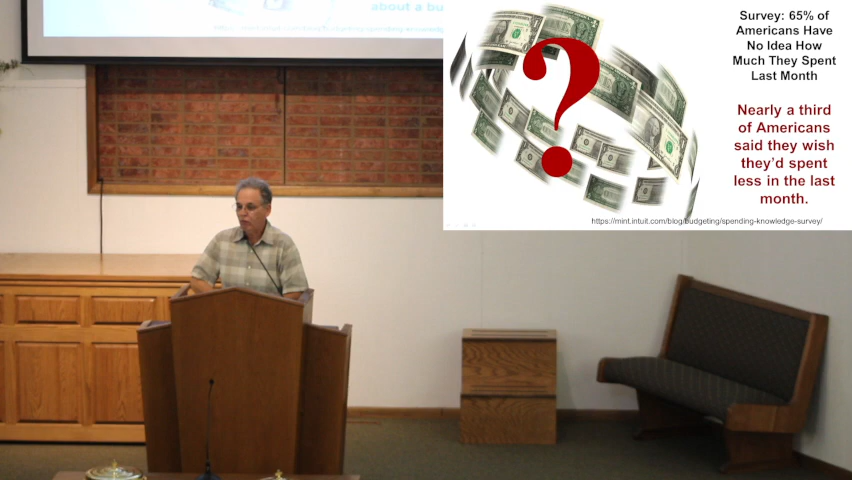 about a bu
Survey: 65% of
Americans Have
No Idea How
Much They Spent
Last Month
Nearly a third
of Americans
said they wish
they'd spent
less in the last
month.
https://mint.intuit.com/blog/budgeting/spending-knowledge-survey/